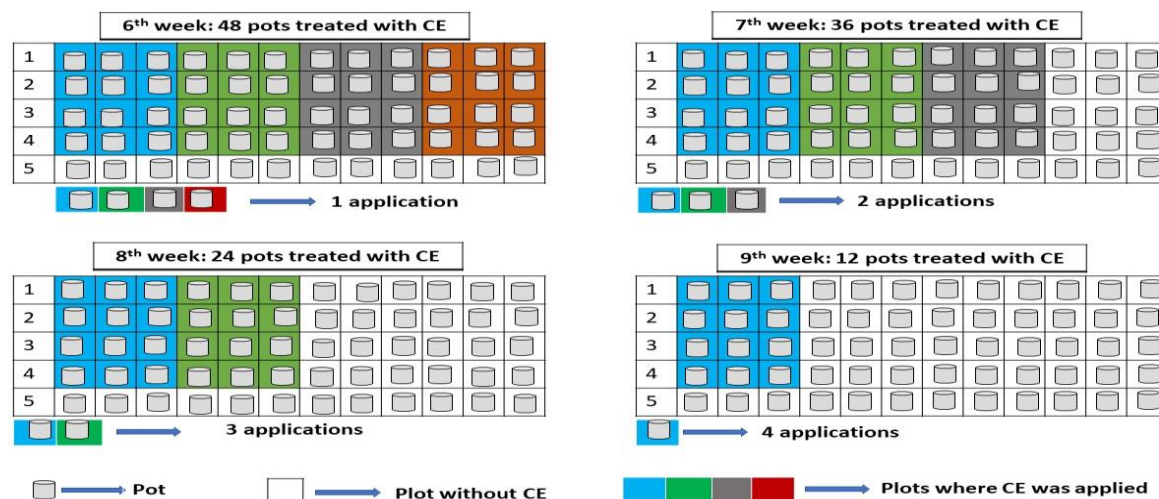 6th week: 48 pots treated with CE
1
2
3
4
5
1 application
7th week: 36 pots treated with CE
1
2
3
4
5
2 applications
8th week: 24 pots treated with CE
1
2
3
4
5
3 applications
9th week: 12 pots treated with CE
1
2
3
4
5
4 applications
Pot
Plot without CE
Plots where CE was applied